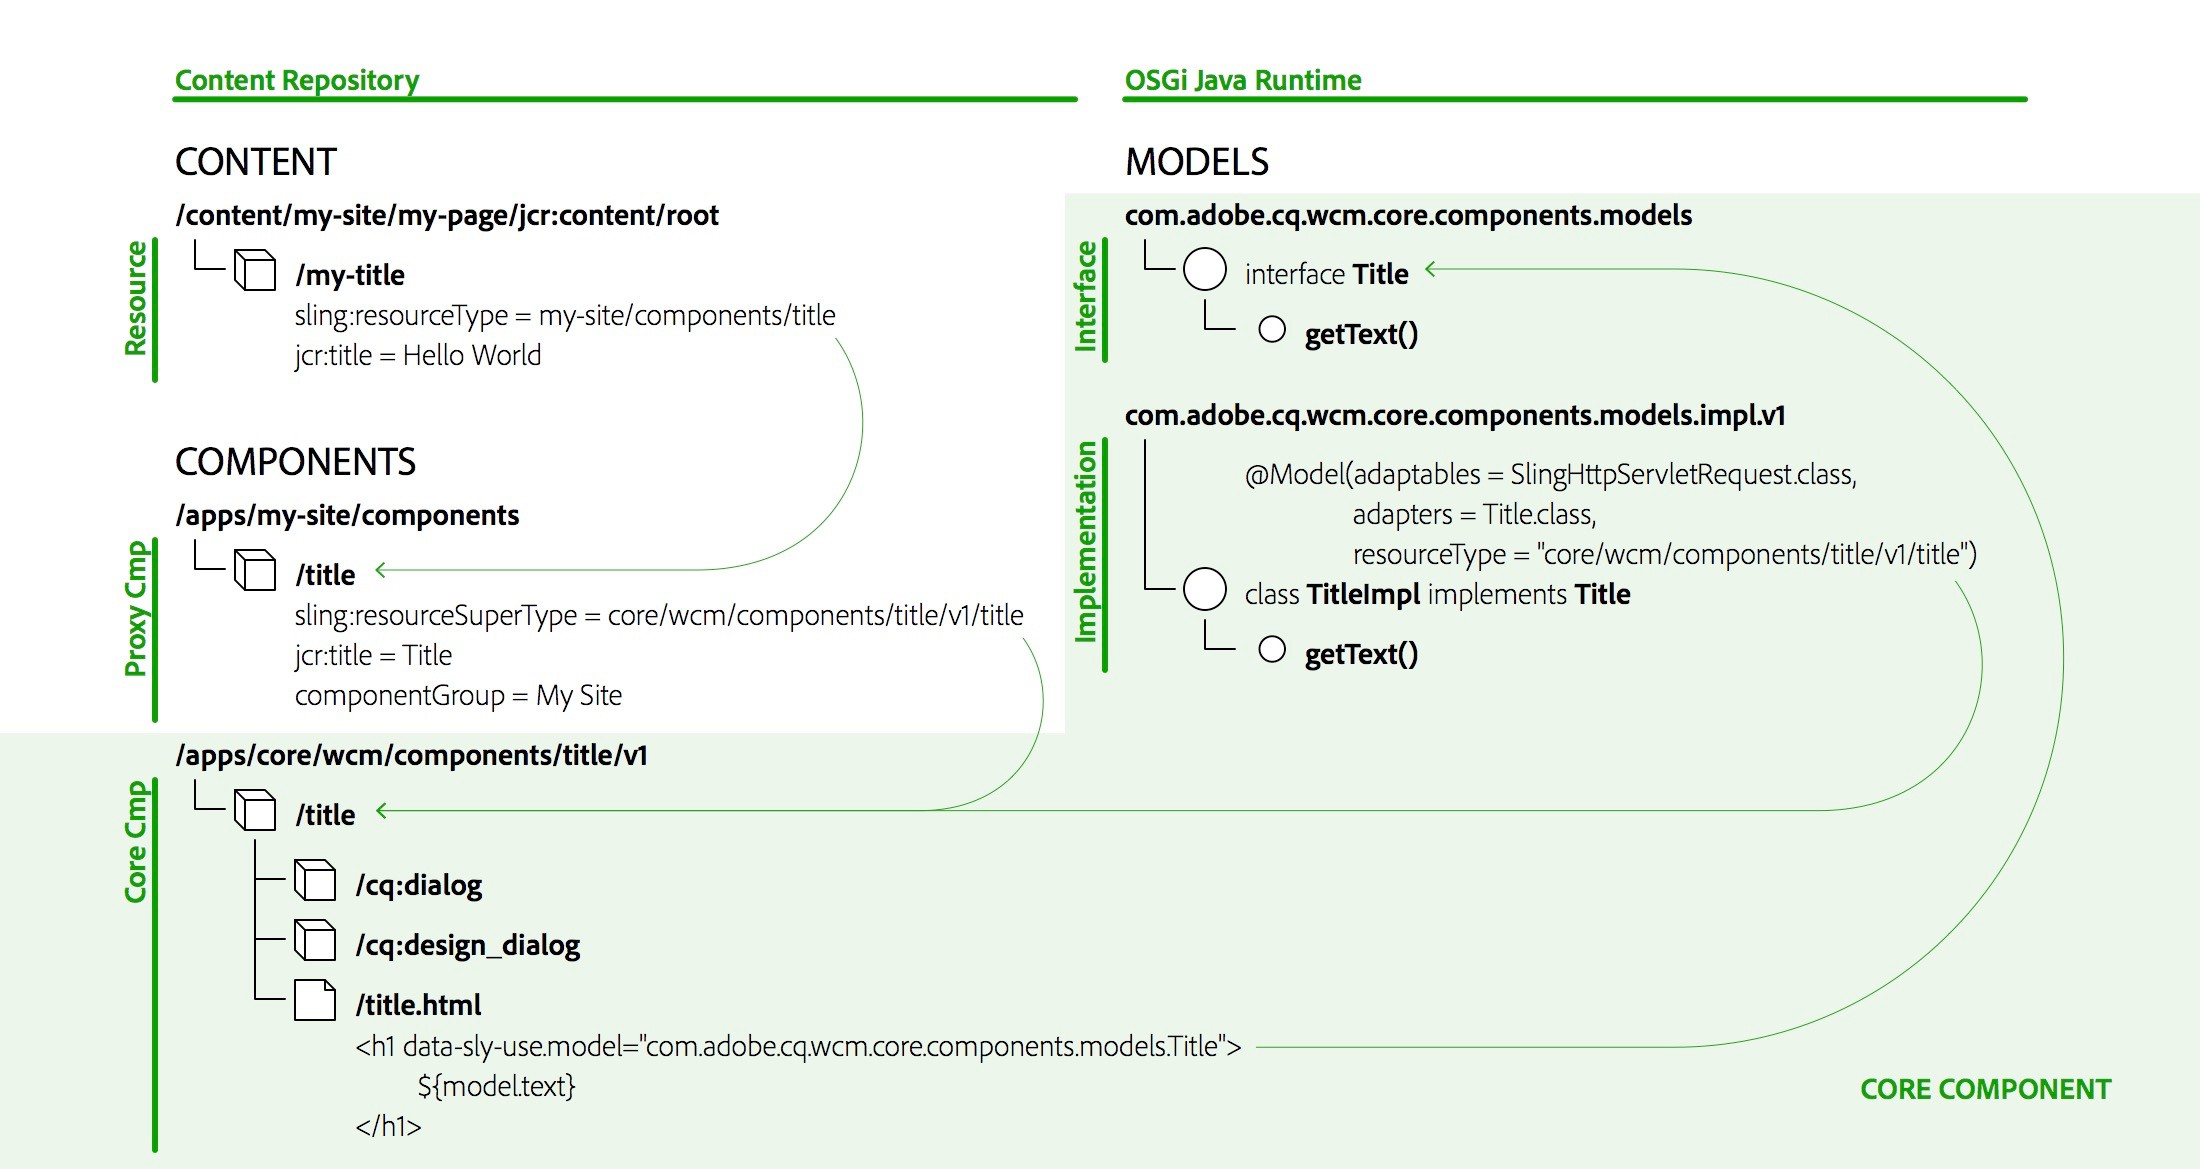 Content Repository
CONTENT
/content/my-site/my-page/jcr:content/root
Resource
/my-title
sling:resourceType = my-site/components/title
jcr:title = Hello World
COMPONENTS
/apps/my-site/components
Proxy Cmp
/title
sling:resourceSuperType = core/wcm/components/title/v1/title
jcr:title = Title
componentGroup = My Site
/apps/core/wcm/components/title/v1
Core Cmp
/title
/cq:dialog
/cq:design_dialog
/title.html
<h1 data-sly-use.model="com.adobe.cq.wcm.core.components.models.Title">
${model.text}
</h1>
OSGi Java Runtime
MODELS
com.adobe.cq.wcm.core.components.models
Interface
interface Title
getText()
com.adobe.cq.wcm.core.components.models.impl.v1
Implementation
@Model(adaptables = SlingHttpServletRequest.class,
adapters = Title.class,
resourceType = "core/wcm/components/title/v1/title")
class TitleImpl implements Title
getText()
CORE COMPONENT